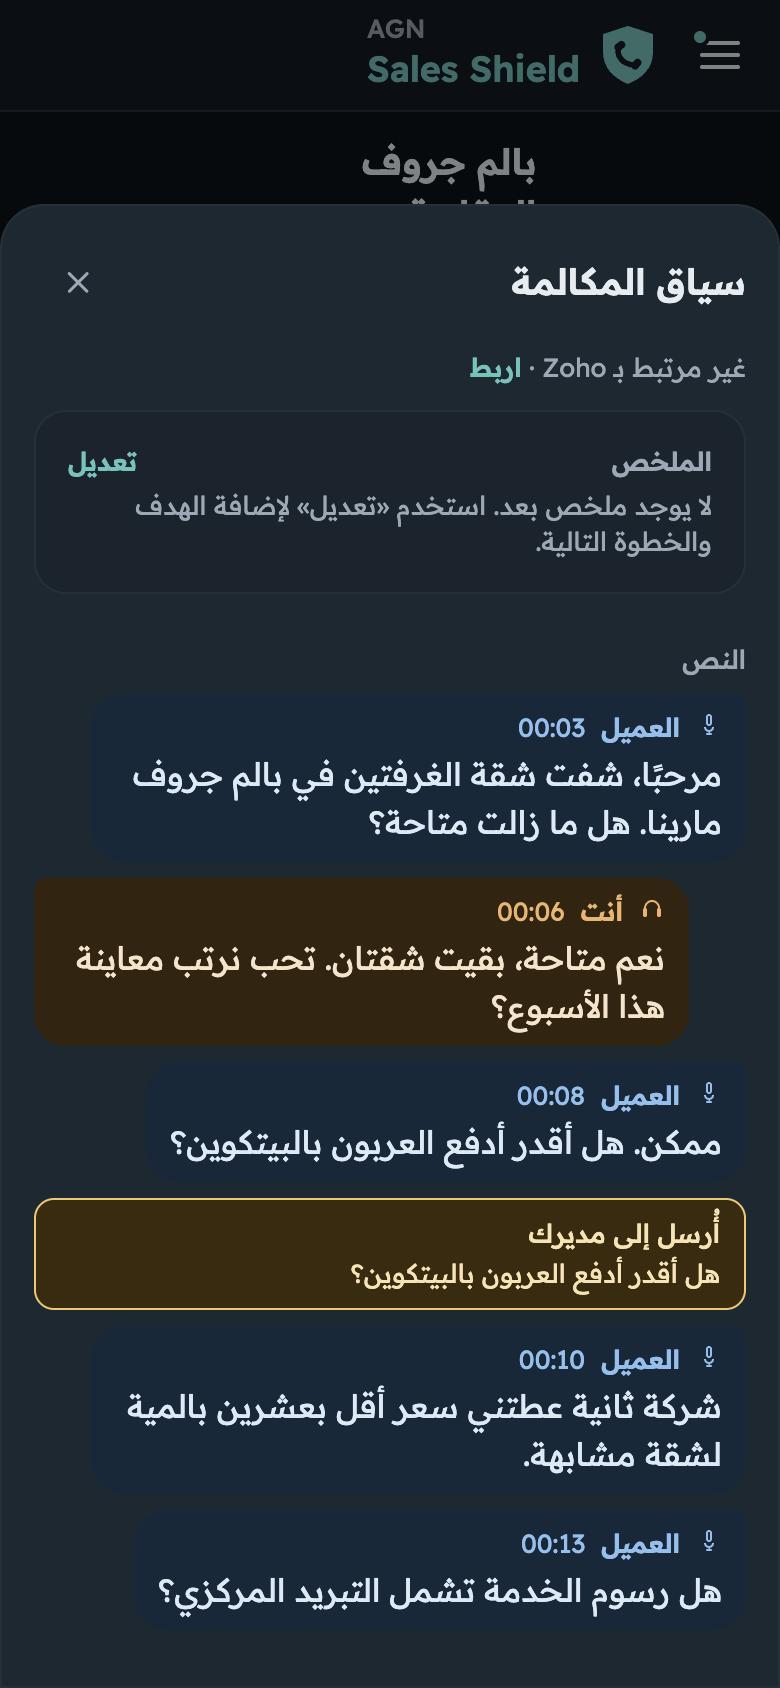 AGN
Sales Shield
بالم جروف
سياق المكالمة
غير مرتبط بـ Zoho · اربط
الملخص
تعديل
لا يوجد ملخص بعد. استخدم «تعديل» لإضافة الهدف
والخطوة التالية.
النص
العميل 00:03
مرحبًا، شفت شقة الغرفتين في بالم جروف
مارينا. هل ما زالت متاحة؟
أنت 00:06
نعم متاحة، بقيت شقتان. تحب نرتب معاينة
هذا الأسبوع؟
العميل 00:08
ممكن. هل أقدر أدفع العربون بالبيتكوين؟
أُرسل إلى مديرك
هل أقدر أدفع العربون بالبيتكوين؟
العميل 00:10
شركة ثانية عطتني سعر أقل بعشرين بالمية
لشقة مشابهة.
العميل 00:13
هل رسوم الخدمة تشمل التبريد المركزي؟